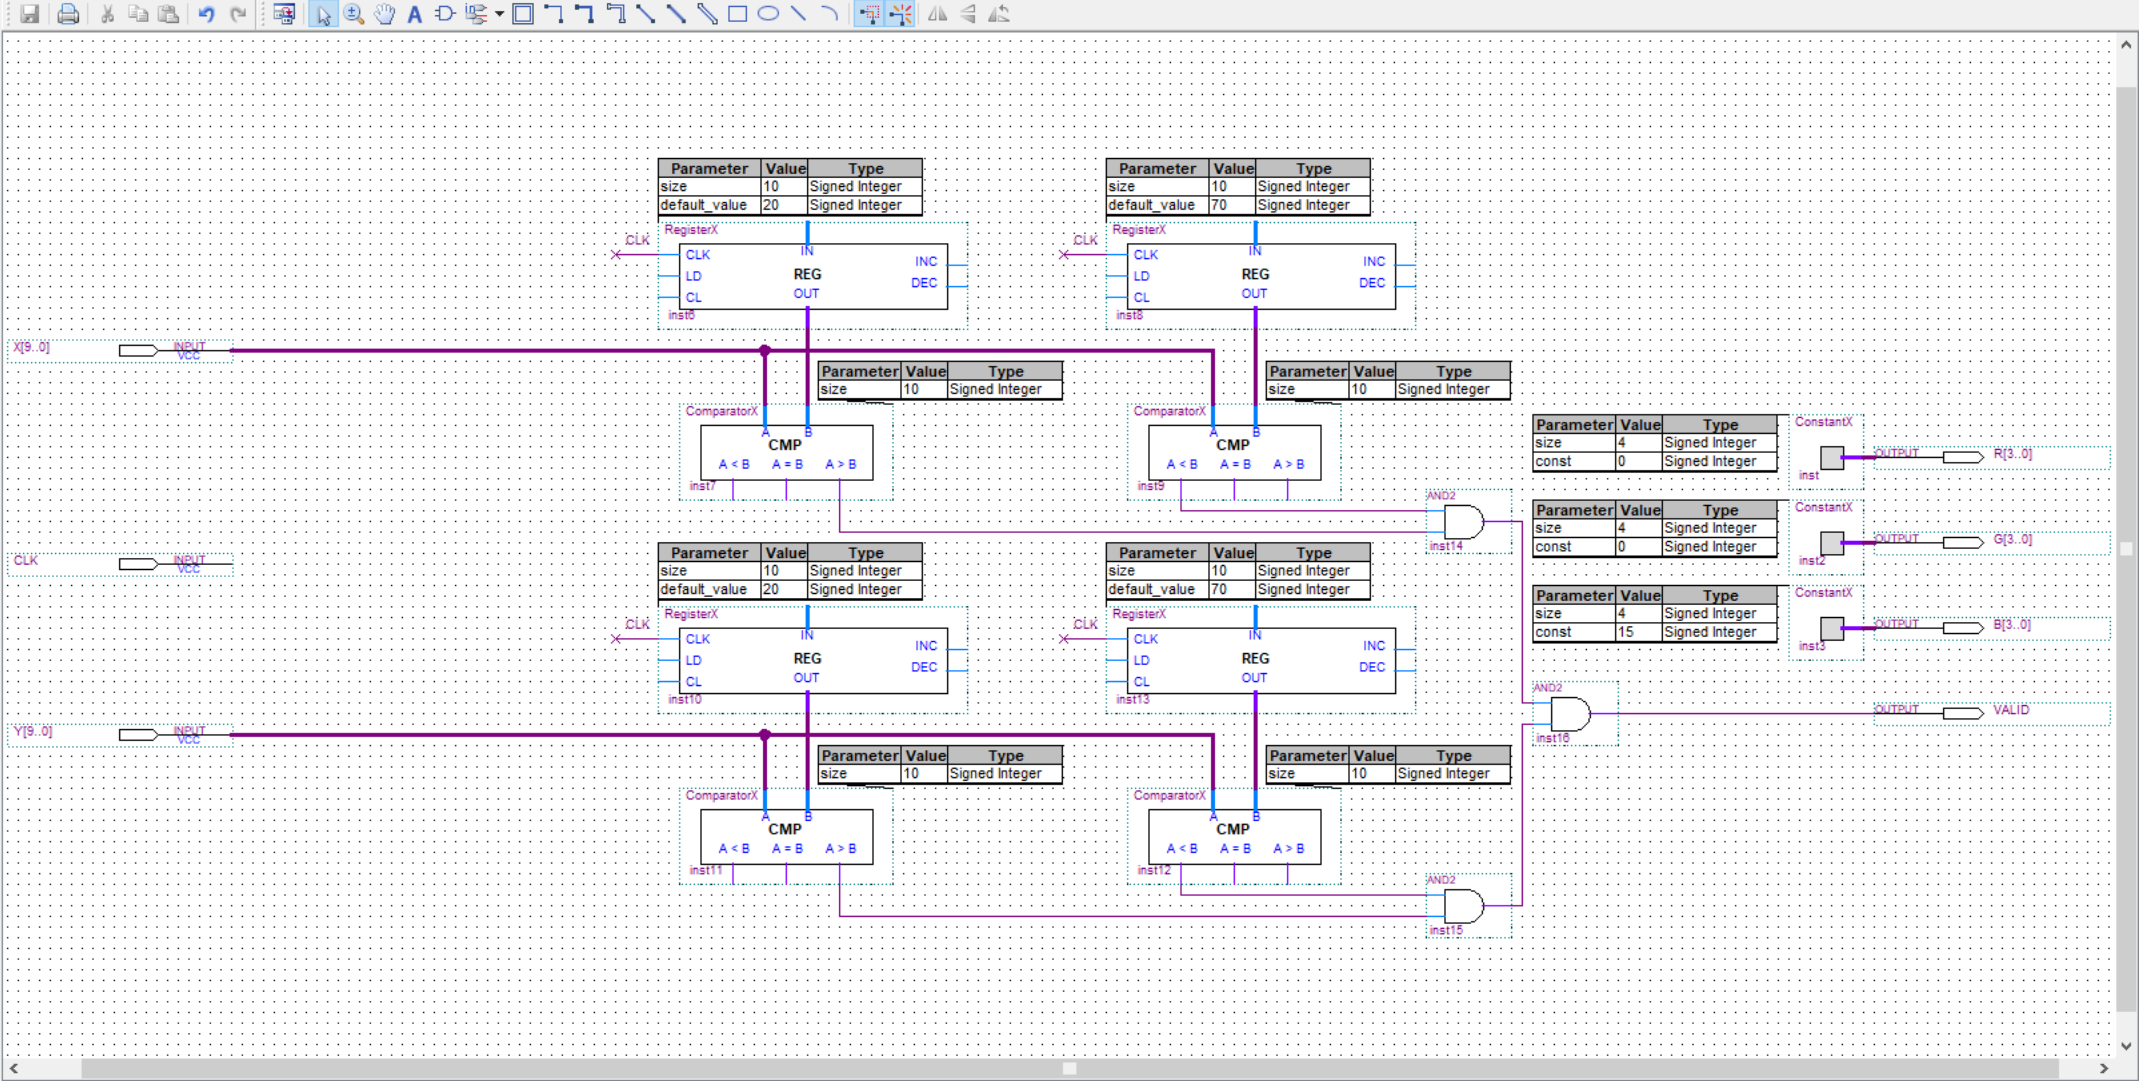 Parameter Value Type
size 10 Signed Integer
default_value 20 Signed Integer
Parameter Value Type
size 10 Signed Integer
default_value 70 Signed Integer
RegisterX
CLK
CLK
IN
INC
LD
REG
DEC
CL
OUT
inst6
RegisterX
CLK
CLK
IN
INC
LD
REG
DEC
CL
OUT
inst8
X[9..0]
INPUT
VCC
Parameter Value Type
size 10 Signed Integer
Parameter Value Type
size 10 Signed Integer
ComparatorX
A B
CMP
A < B A = B A > B
inst7
ComparatorX
A B
CMP
A < B A = B A > B
inst9
AND2
inst14
Parameter Value Type
size 4 Signed Integer
const 0 Signed Integer
ConstantX
inst
OUTPUT
R[3..0]
Parameter Value Type
size 4 Signed Integer
const 0 Signed Integer
ConstantX
inst2
OUTPUT
G[3..0]
Parameter Value Type
size 4 Signed Integer
const 15 Signed Integer
ConstantX
inst3
OUTPUT
B[3..0]
CLK
INPUT
VCC
Parameter Value Type
size 10 Signed Integer
default_value 20 Signed Integer
Parameter Value Type
size 10 Signed Integer
default_value 70 Signed Integer
RegisterX
CLK
CLK
IN
INC
LD
REG
DEC
CL
OUT
inst10
RegisterX
CLK
CLK
IN
INC
LD
REG
DEC
CL
OUT
inst13
AND2
inst16
OUTPUT
VALID
Y[9..0]
INPUT
VCC
Parameter Value Type
size 10 Signed Integer
Parameter Value Type
size 10 Signed Integer
ComparatorX
A B
CMP
A < B A = B A > B
inst11
ComparatorX
A B
CMP
A < B A = B A > B
inst12
AND2
inst15